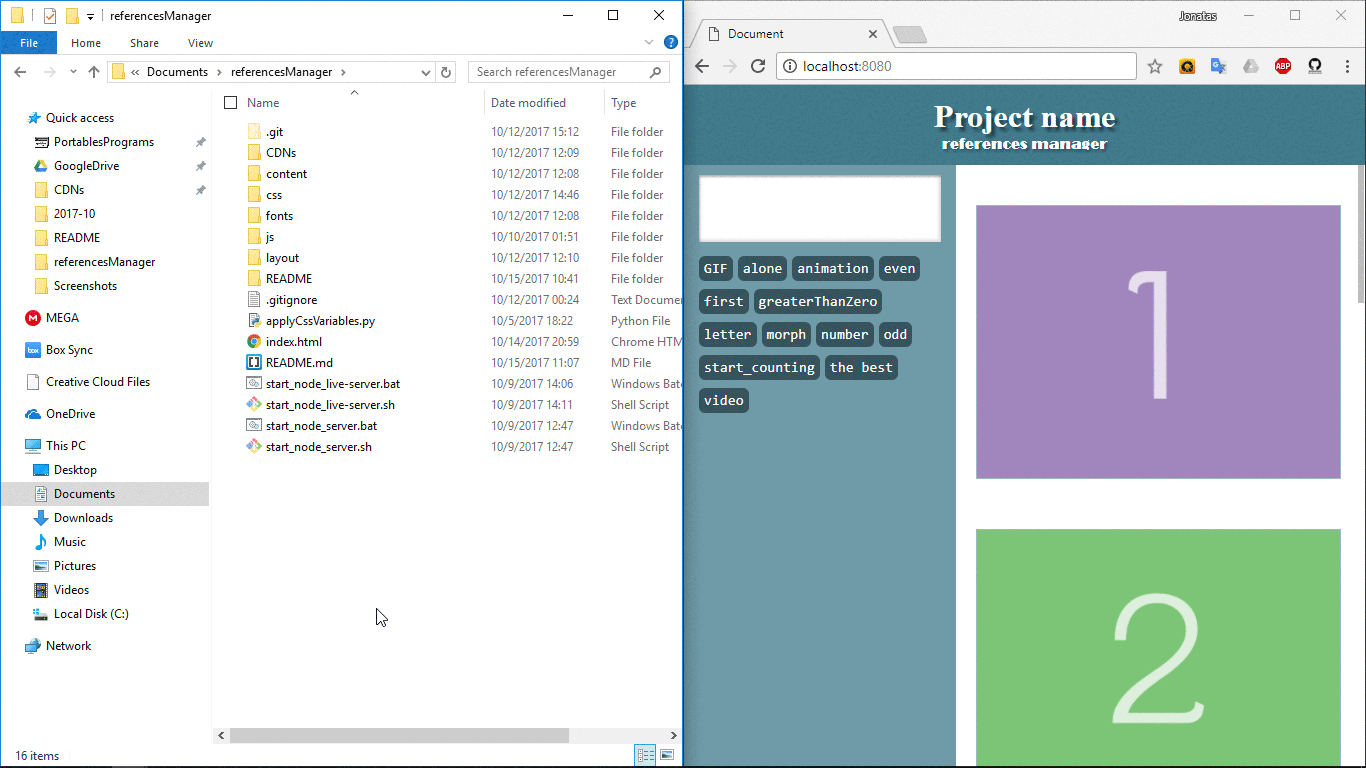 referencesManager
File Home Share View
« Documents › referencesManager ›
Search referencesManager
Quick access
PortablesPrograms
GoogleDrive
CDNs
2017-10
README
referencesManager
Screenshots
MEGA
box Box Sync
Creative Cloud Files
OneDrive
This PC
Desktop
Documents
Downloads
Music
Pictures
Videos
Local Disk (C:)
Network
Name Date modified Type
.git 10/12/2017 15:12 File folder
CDNs 10/12/2017 12:09 File folder
content 10/12/2017 12:08 File folder
css 10/12/2017 14:46 File folder
fonts 10/12/2017 12:08 File folder
js 10/10/2017 01:51 File folder
layout 10/12/2017 12:10 File folder
README 10/15/2017 10:41 File folder
.gitignore 10/12/2017 00:24 Text Docume
applyCssVariables.py 10/5/2017 18:22 Python File
index.html 10/14/2017 20:59 Chrome HTM
README.md 10/15/2017 11:07 MD File
start_node_live-server.bat 10/9/2017 14:06 Windows Bat
start_node_live-server.sh 10/9/2017 14:11 Shell Script
start_node_server.bat 10/9/2017 12:47 Windows Bat
start_node_server.sh 10/9/2017 12:47 Shell Script
16 items
Jonatas
Document
localhost:8080
ABP
Project name
references manager
GIF alone animation even
first greaterThanZero
letter morph number odd
start_counting the best
video
1
2